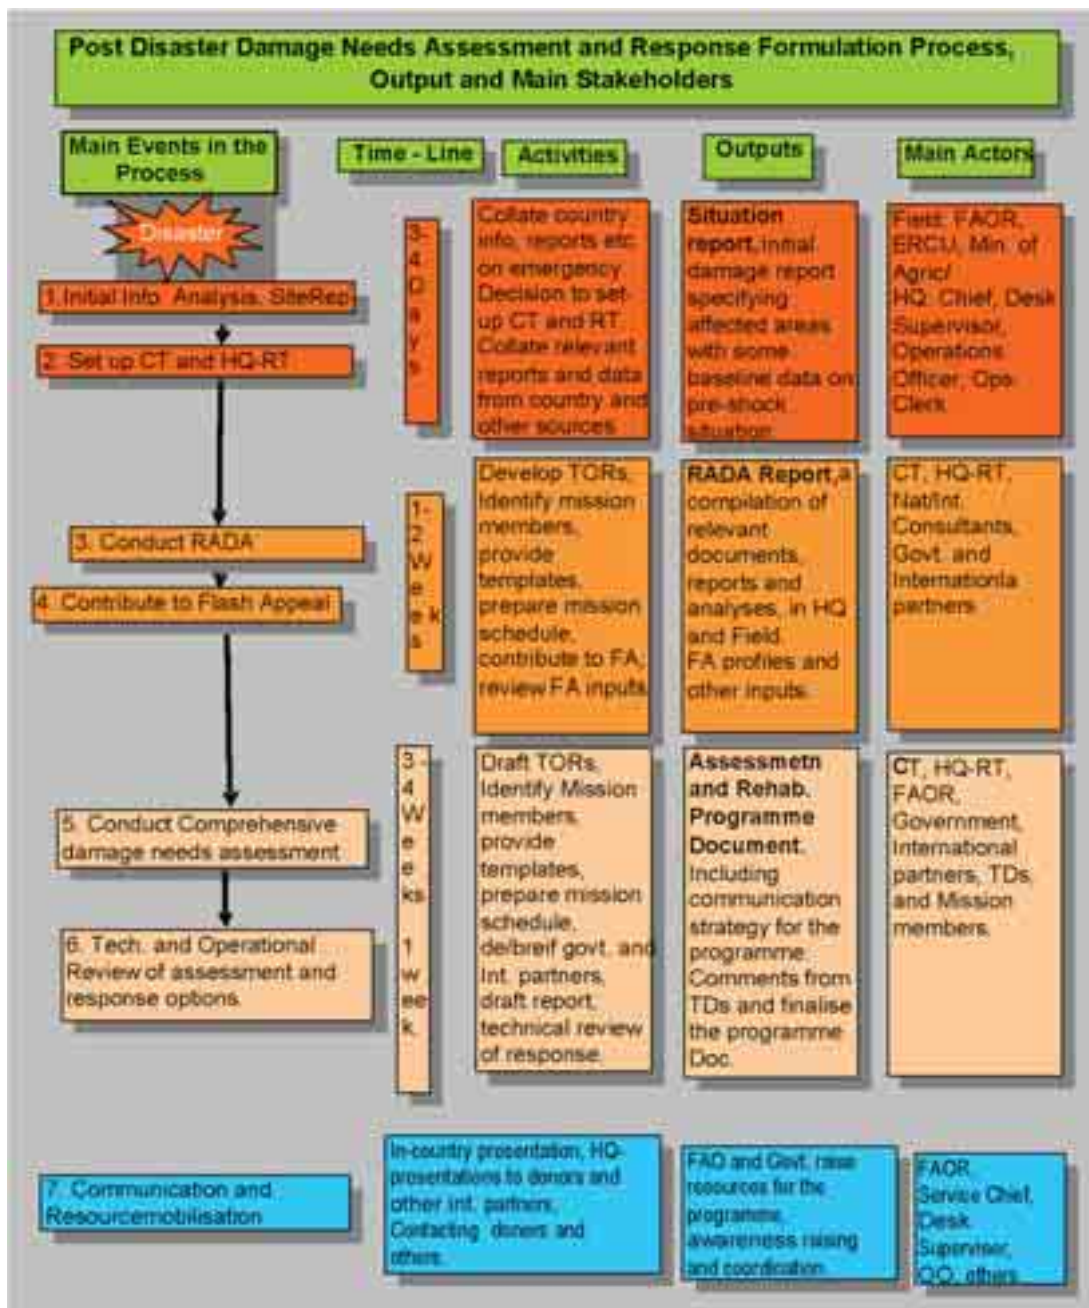 Post Disaster Damage Needs Assessment and Response Formulation Process,
Output and Main Stakeholders
Main Events in the
Process
Time - Line
Activities
Outputs
Main Actors
Disaster
1.Initial Info. Analysis, SiteRep
2. Set up CT and HQ-RT
3-
4
D
a
y
s
Collate country
info, reports etc
on emergency
Decision to set-
up CT and RT
Collate relevant
reports and data
from country and
other sources
Situation
report, initial
damage report
specifying
affected areas
with some
baseline data on
pre-shock
situation.
Field: FAOR,
ERCU, Min. of
Agric/
HQ: Chief, Desk
Supervisor,
Operations
Officer, Ops
Clerk
3. Conduct RADA
4. Contribute to Flash Appeal
1-
2
W
e
e k
s
Develop TORs,
Identify mission
members,
provide
templates,
prepare mission
schedule,
contribute to FA,
review FA inputs.
RADA Report, a
compilation of
relevant
documents,
reports and
analyses, in HQ
and Field.
FA profiles and
other inputs.
CT, HQ-RT,
Nat/Int.
Consultants,
Govt. and
Internationla
partners
5. Conduct Comprehensive
damage needs assessment
6. Tech. and Operational
Review of assessment and
response options.
3 -
4
W
e
e
ks
1
w
ee
k.
Draft TORs,
Identify Mission
members,
provide
templates,
prepare mission
schedule,
de/breif govt. and
Int. partners,
draft report,
technical review
of response.
Assessmetn
and Rehab.
Programme
Document.
Including
communication
strategy for the
programme.
Comments from
TDs and finalise
the programme
Doc.
CT, HQ-RT,
FAOR,
Government,
International
partners, TDs,
and Mission
members.
7. Communication and
Resourcemobilisation
In-country presentation, HQ-
presentations to donors and
other int. partners,
Contacting doners and
others.
FAO and Govt. raise
resources for the
programme,
awareness raising
and coordination.
FAOR
Service Chief,
Desk
Supervisor,
OO, others